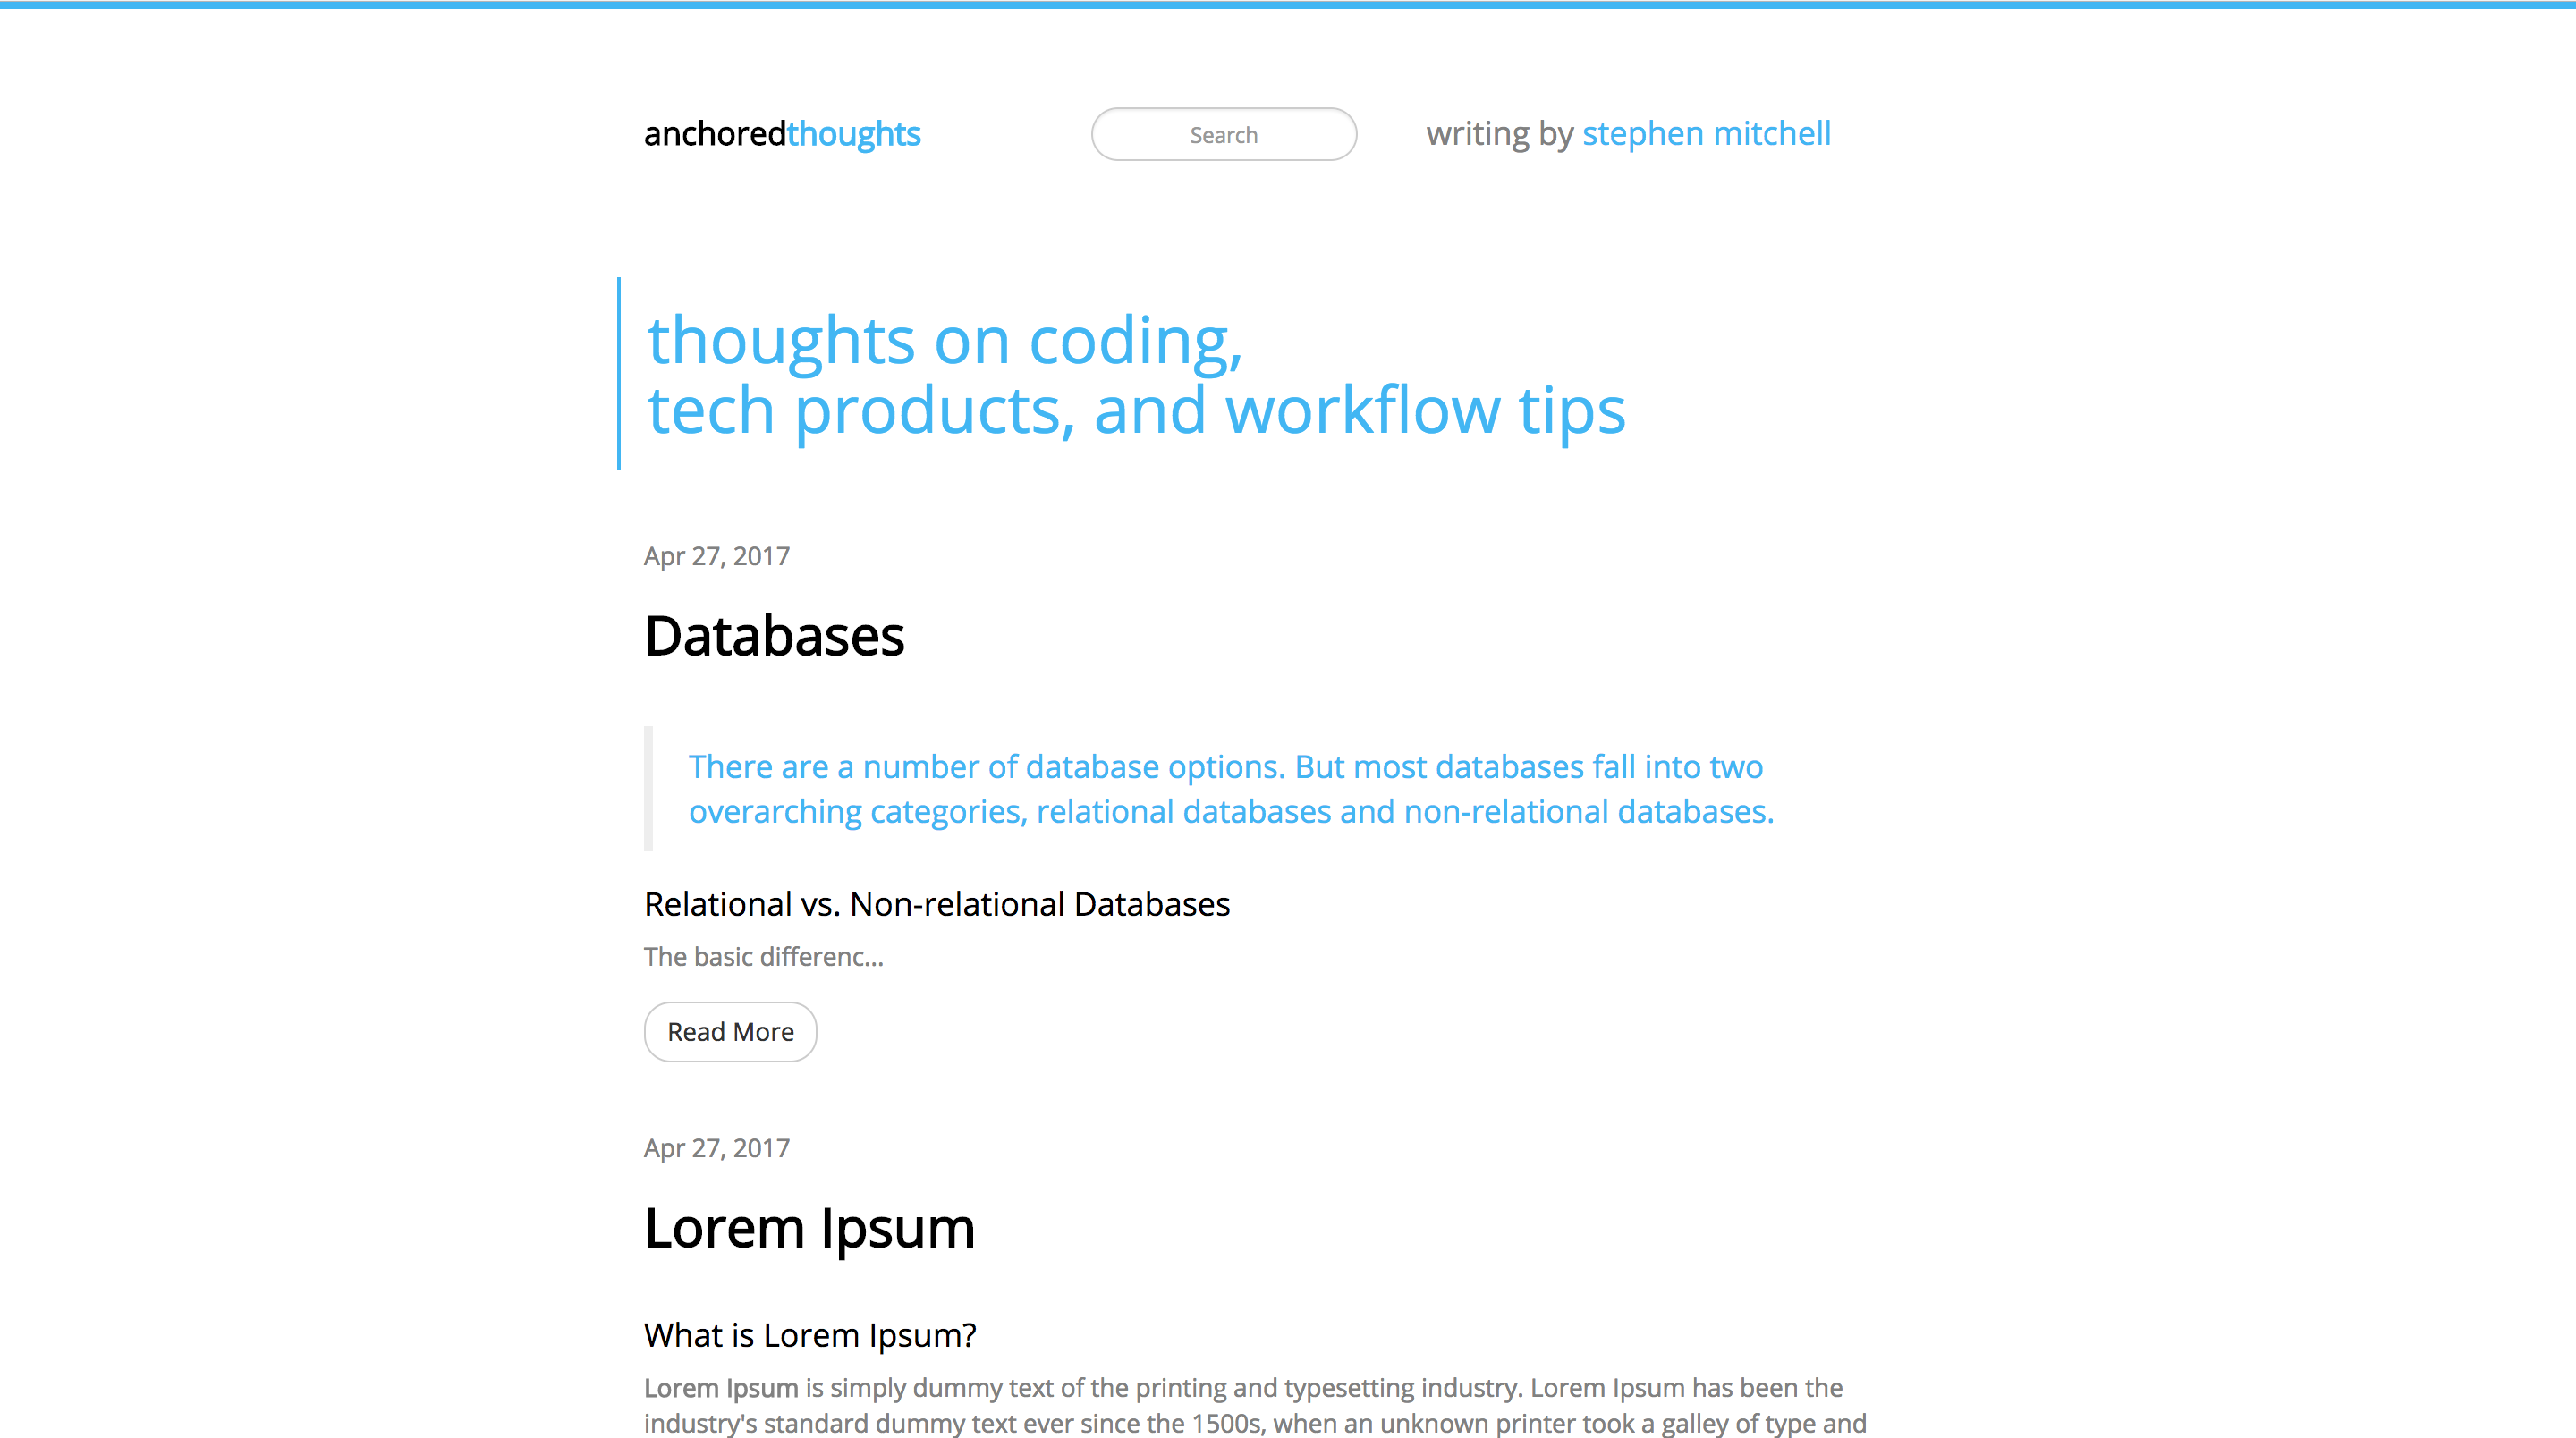 anchoredthoughts
Search
writing by stephen mitchell
thoughts on coding,
tech products, and workflow tips
Apr 27, 2017
Databases
There are a number of database options. But most databases fall into two
overarching categories, relational databases and non-relational databases.
Relational vs. Non-relational Databases
The basic differenc...
Read More
Apr 27, 2017
Lorem Ipsum
What is Lorem Ipsum?
Lorem Ipsum is simply dummy text of the printing and typesetting industry. Lorem Ipsum has been the
industry's standard dummy text ever since the 1500s, when an unknown printer took a galley of type and